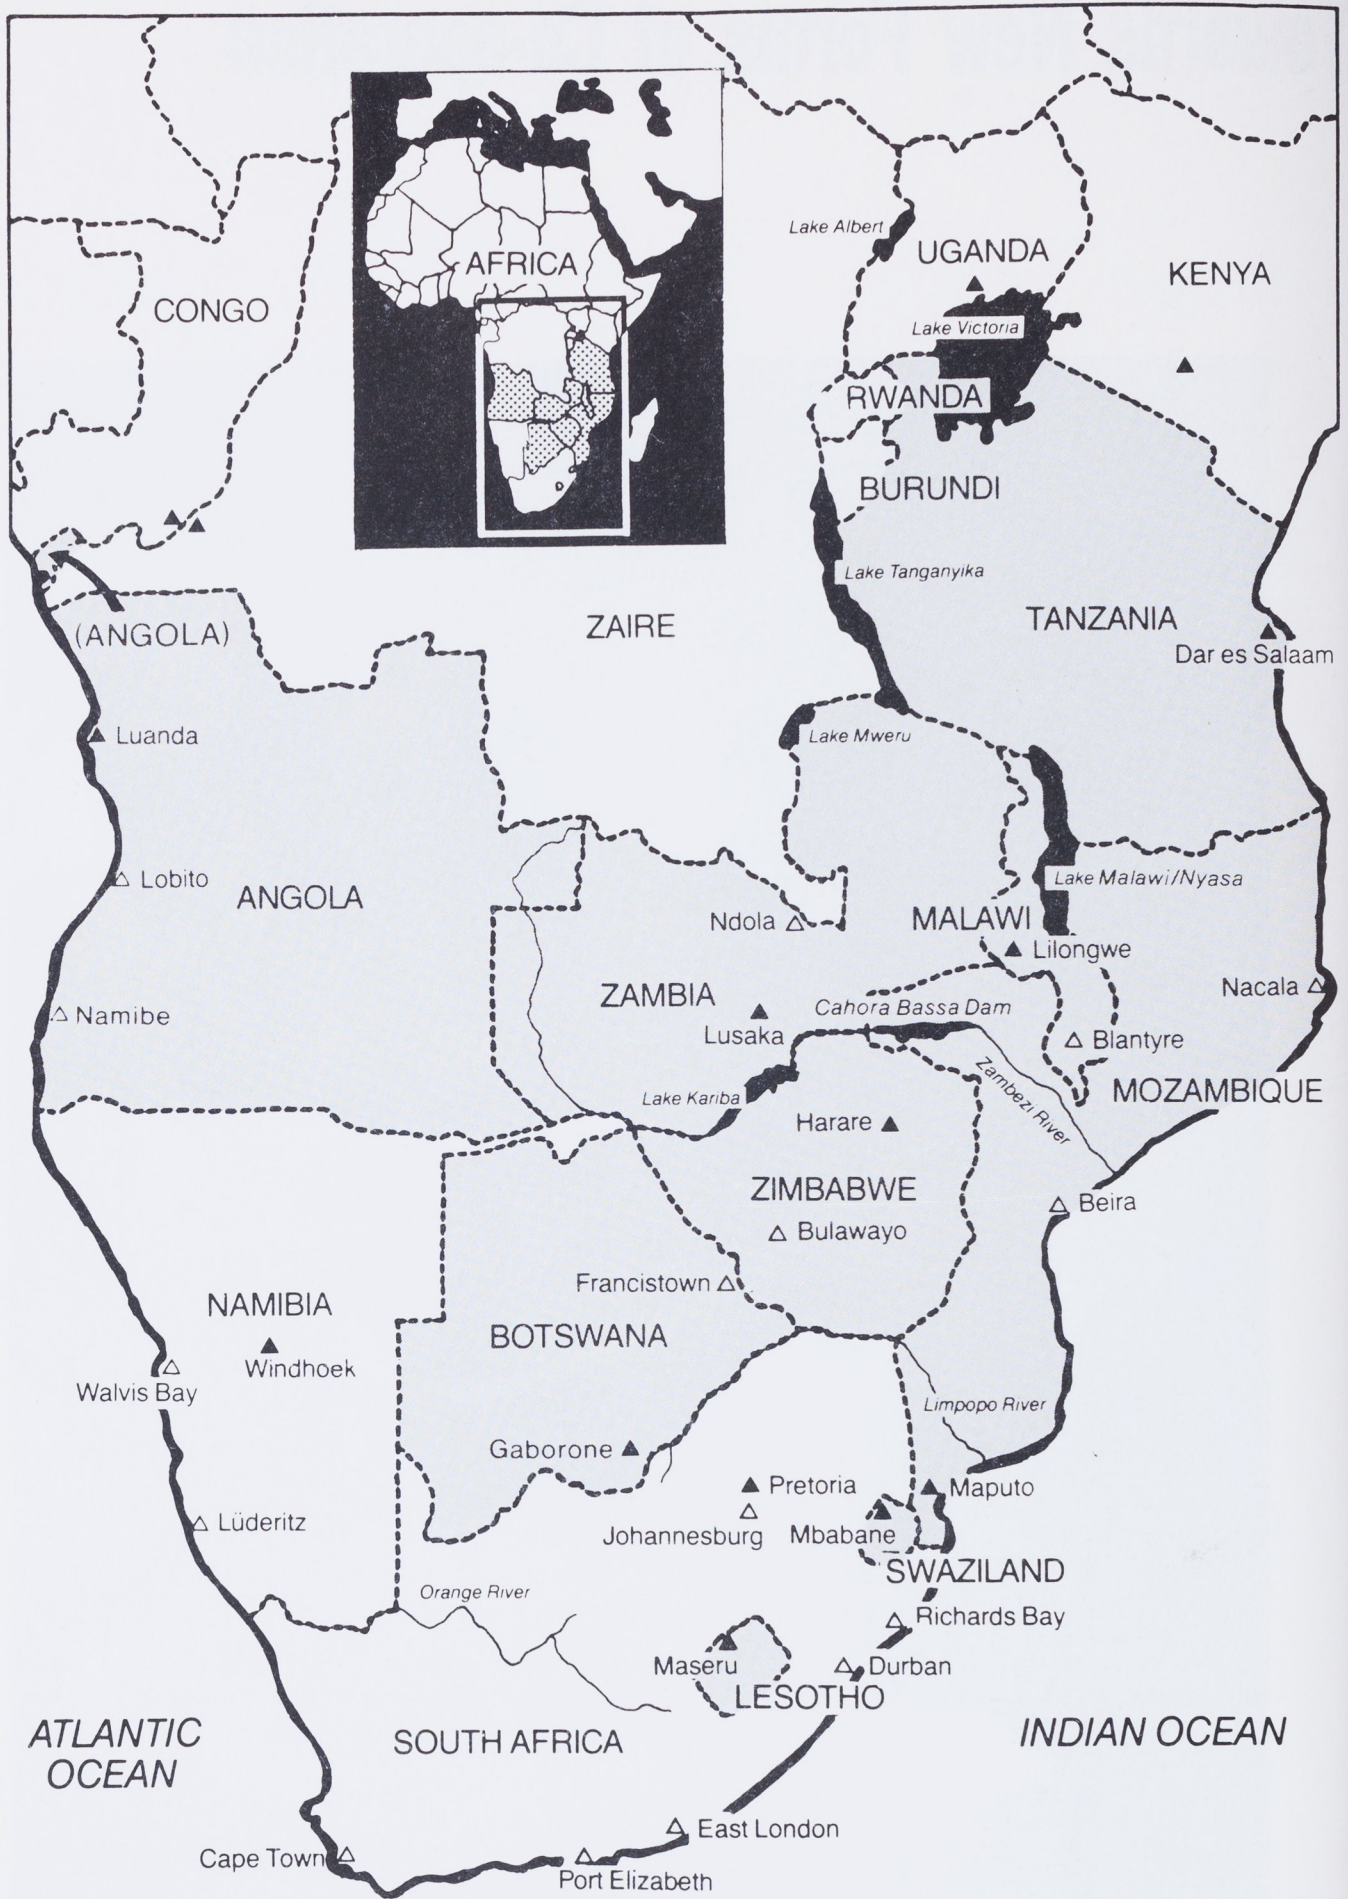 AFRICA
Lake Albert
UGANDA
KENYA
CONGO
Lake Victoria
RWANDA
BURUNDI
Lake Tanganyika
ZAIRE
TANZANIA
(ANGOLA)
Dar es Salaam
Luanda
Lake Mweru
Lobito
ANGOLA
Lake Malawi/Nyasa
Ndola
MALAWI
Lilongwe
Nacala
ZAMBIA
Cahora Bassa Dam
Namibe
Lusaka
Blantyre
Zambezi River
MOZAMBIQUE
Lake Kariba
Harare
ZIMBABWE
Beira
Bulawayo
Francistown
NAMIBIA
BOTSWANA
Windhoek
Walvis Bay
Limpopo River
Gaborone
Pretoria
Maputo
Lüderitz
Johannesburg
Mbabane
SWAZILAND
Orange River
Richards Bay
Maseru
Durban
LESOTHO
ATLANTIC
OCEAN
SOUTH AFRICA
INDIAN OCEAN
East London
Cape Town
Port Elizabeth